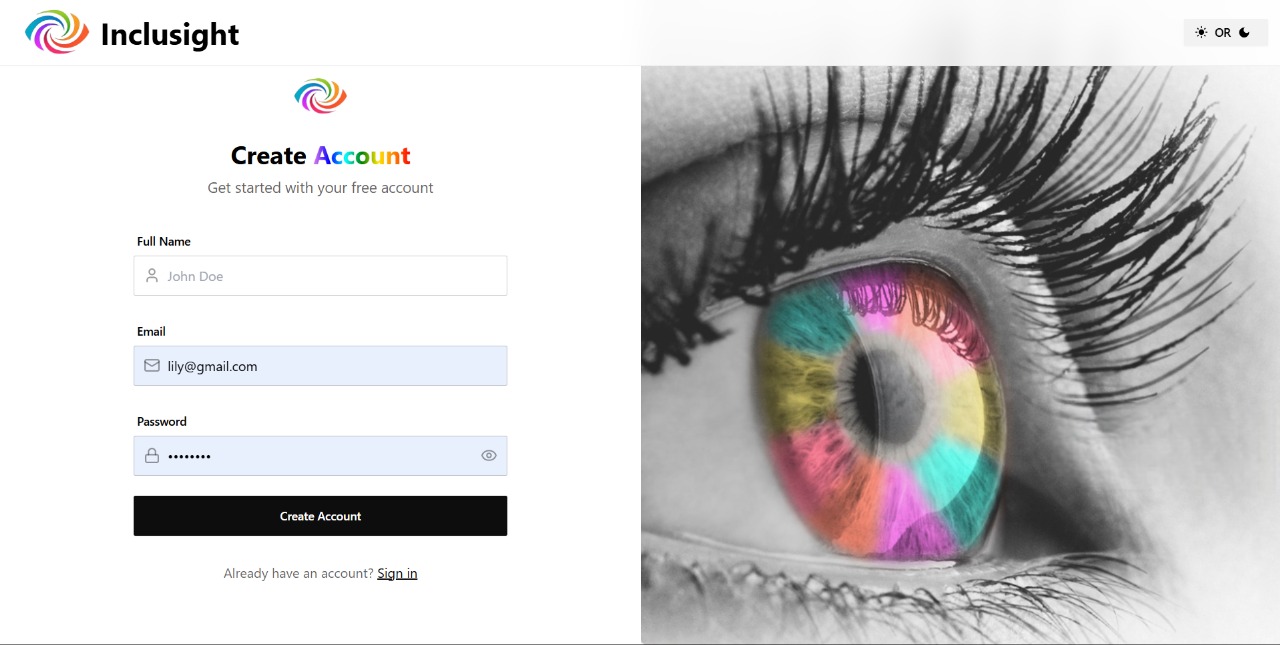 Inclusight
OR
Create Account
Get started with your free account
Full Name
John Doe
Email
lily@gmail.com
Password
••••••••
Create Account
Already have an account? Sign in